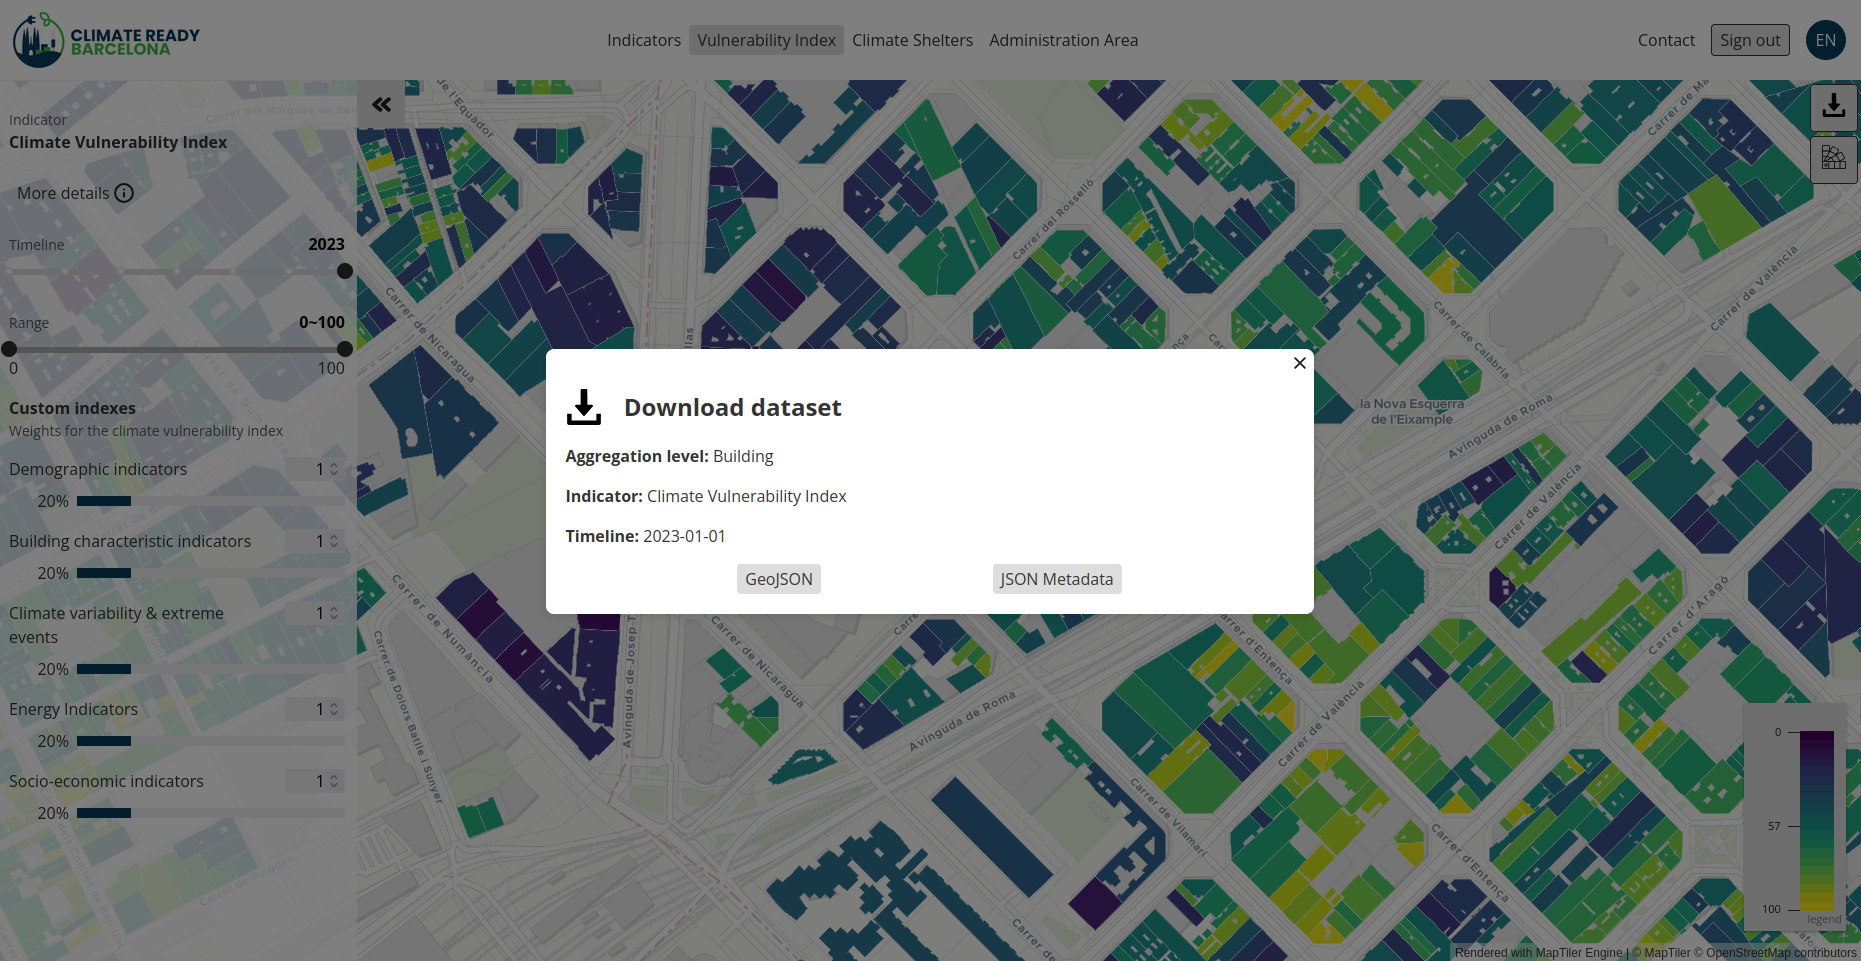 CLIMATE READY
BARCELONA
Indicators
Vulnerability Index
Climate Shelters
Administration Area
Contact
Sign out
EN
Indicator
Climate Vulnerability Index
More details
Timeline
2023
Range
0~100
0
100
Custom indexes
Weights for the climate vulnerability index
Demographic indicators
1
20%
Building characteristic indicators
1
20%
Climate variability & extreme
events
1
20%
Energy Indicators
1
20%
Socio-economic indicators
1
20%
Download dataset
Aggregation level: Building
Indicator: Climate Vulnerability Index
Timeline: 2023-01-01
GeoJSON
JSON Metadata
Carrer del Rosselló
Carrer de València
Carrer de Nicaragua
Carrer de Calàbria
la Nova Esquerra
de l'Eixample
Avinguda de Roma
Carrer de València
Carrer de Numància
Carrer d'Aragó
Carrer de Dolors Batlle i Sunyer
Avinguda de Josep T
Carrer de Nicaragua
Avinguda de Roma
Carrer d'Entença
Carrer de València
Carrer de Vilamarí
Carrer d'Entença
0
57
100
legend
Rendered with MapTiler Engine | © MapTiler © OpenStreetMap contributors